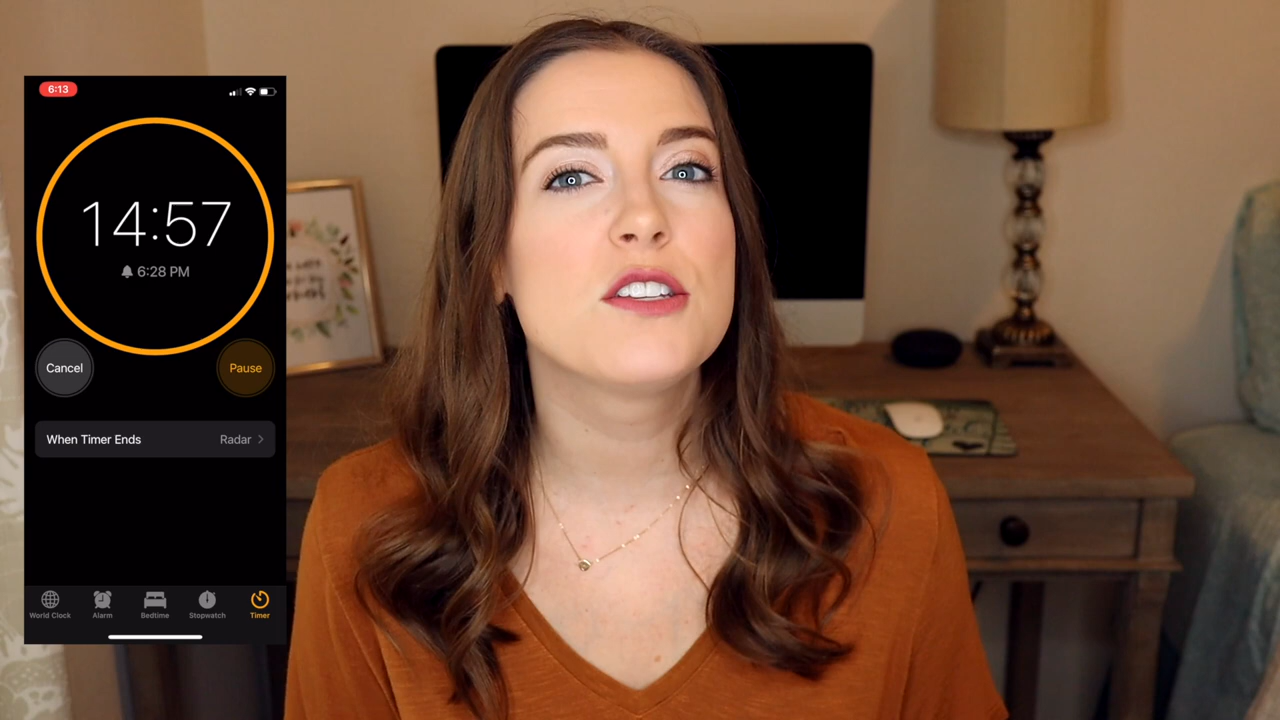 6:13
14:57
6:28 PM
Cancel
Pause
When Timer Ends
Radar
World Clock
Alarm
Bedtime
Stopwatch
Timer